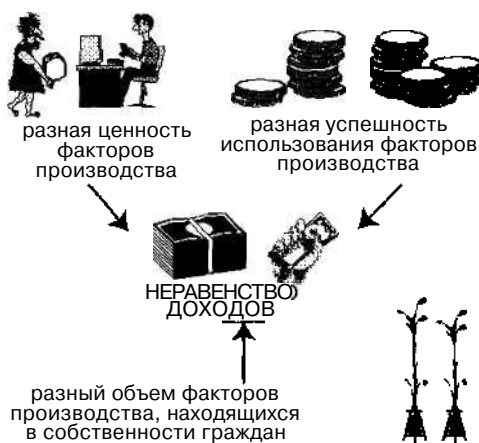 разная ценность
факторов
производства
разная успешность
использования факторов
производства
НЕРАВЕНСТВО
ДОХОДОВ
разный объем факторов
производства, находящихся
в собственности граждан